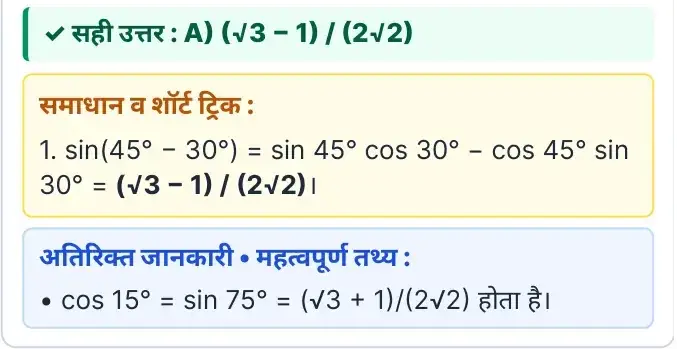 ✓ सही उत्तर : A) (√3 − 1) / (2√2)
समाधान व शॉर्ट ट्रिक :
1. sin(45° − 30°) = sin 45° cos 30° − cos 45° sin
30° = (√3 − 1) / (2√2)।
अतिरिक्त जानकारी • महत्वपूर्ण तथ्य :
• cos 15° = sin 75° = (√3 + 1)/(2√2) होता है।